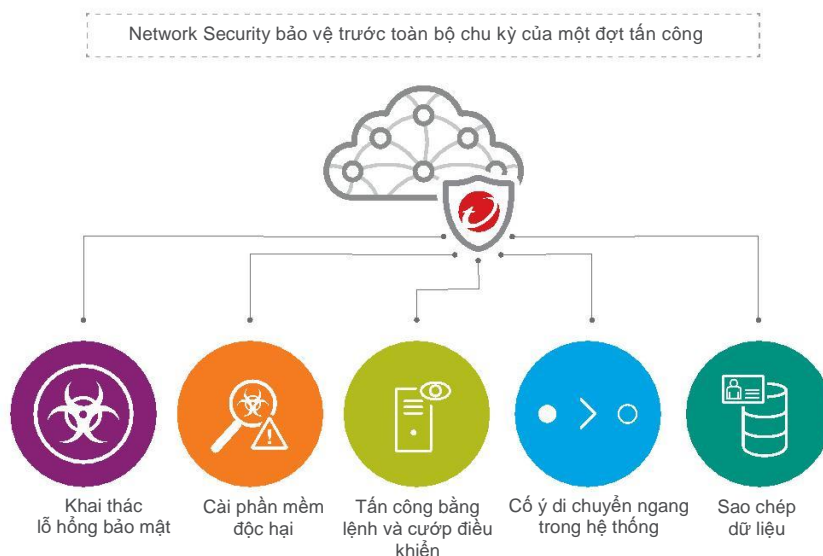 Network Security bảo vệ trước toàn bộ chu kỳ của một đợt tấn công
Khai thác
lỗ hổng bảo mật
Cài phần mềm
độc hại
Tấn công bằng
lệnh và cướp điều
khiển
Cố ý di chuyển ngang
trong hệ thống
Sao chép
dữ liệu